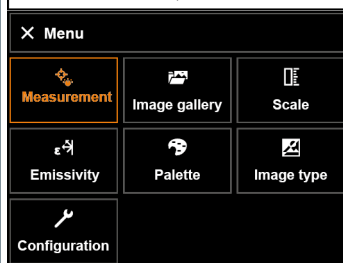 Menu
Measurement
Image gallery
Scale
Emissivity
Palette
Image type
Configuration